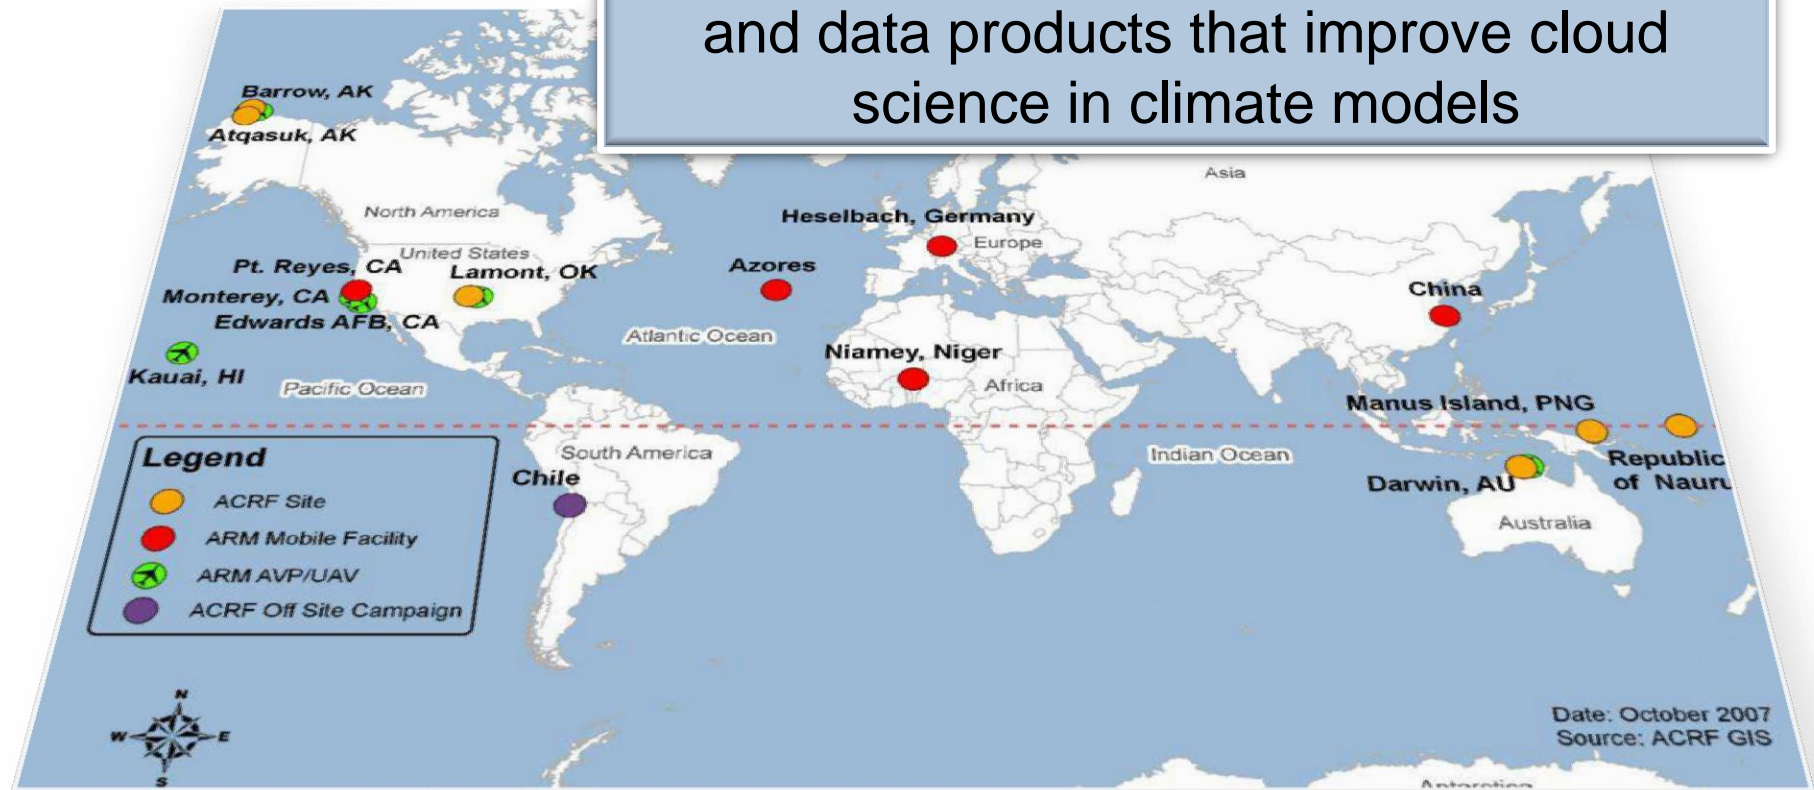 and data products that improve cloud
science in climate models
Barrow, AK
Atqasuk, AK
Asia
North America
Heselbach, Germany
Europe
United States
Pt. Reyes, CA
Lamont, OK
Azores
Monterey, CA
China
Edwards AFB, CA
Atlantic Ocean
Niamey, Niger
Kauai, HI
Pacific Ocean
Africa
Manus Island, PNG
Legend
South America
Indian Ocean
Republic
of Nauru
Chile
Darwin, AU
ACRF Site
Australia
ARM Mobile Facility
ARM AVP/UAV
ACRF Off Site Campaign
N
W
E
S
Date: October 2007
Source: ACRF GIS
Antarctica